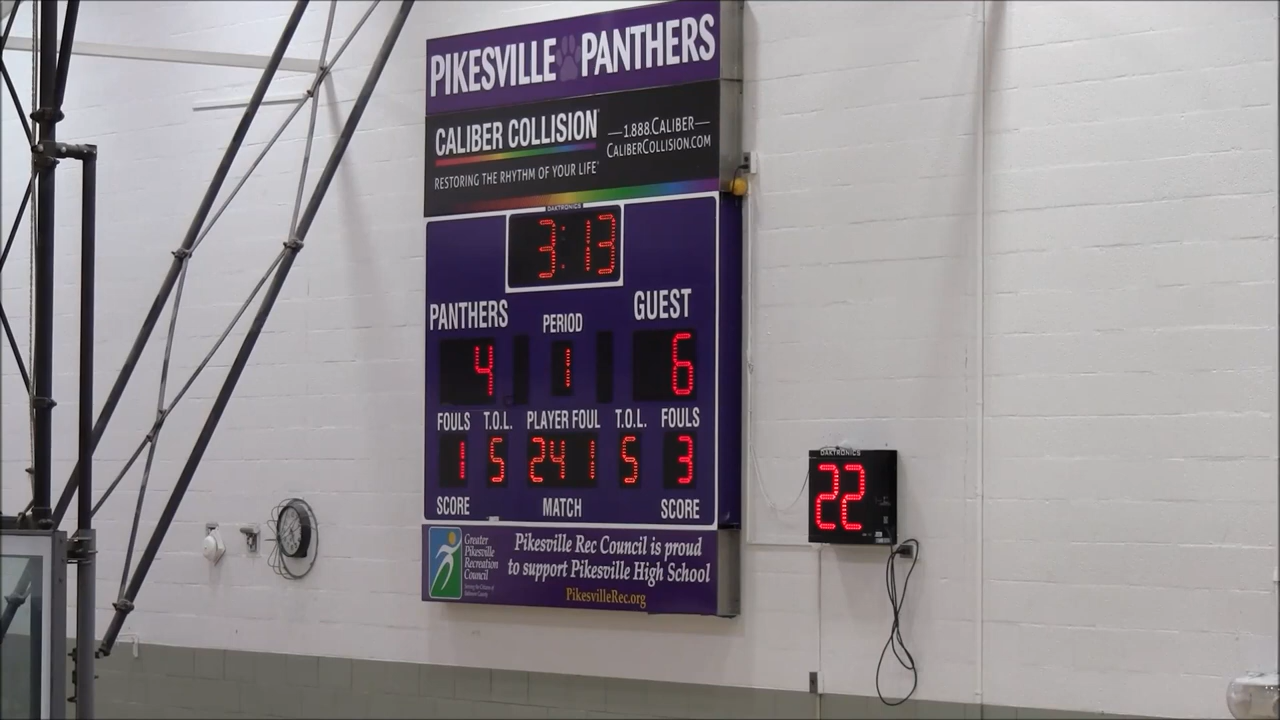 PIKESVILLE PANTHERS
CALIBER COLLISION
—1.888.CALIBER—
CALIBERCOLLISION.COM
RESTORING THE RHYTHM OF YOUR LIFE
DAKTRONICS
3:13
PANTHERS
PERIOD
GUEST
4
1
6
FOULS T.O.L. PLAYER FOUL T.O.L. FOULS
1 5 24 1 5 3
SCORE MATCH SCORE
DAKTRONICS
22
Greater
Pikesville
Recreation
Council
Pikesville Rec Council is proud
to support Pikesville High School
PikesvilleRec.org